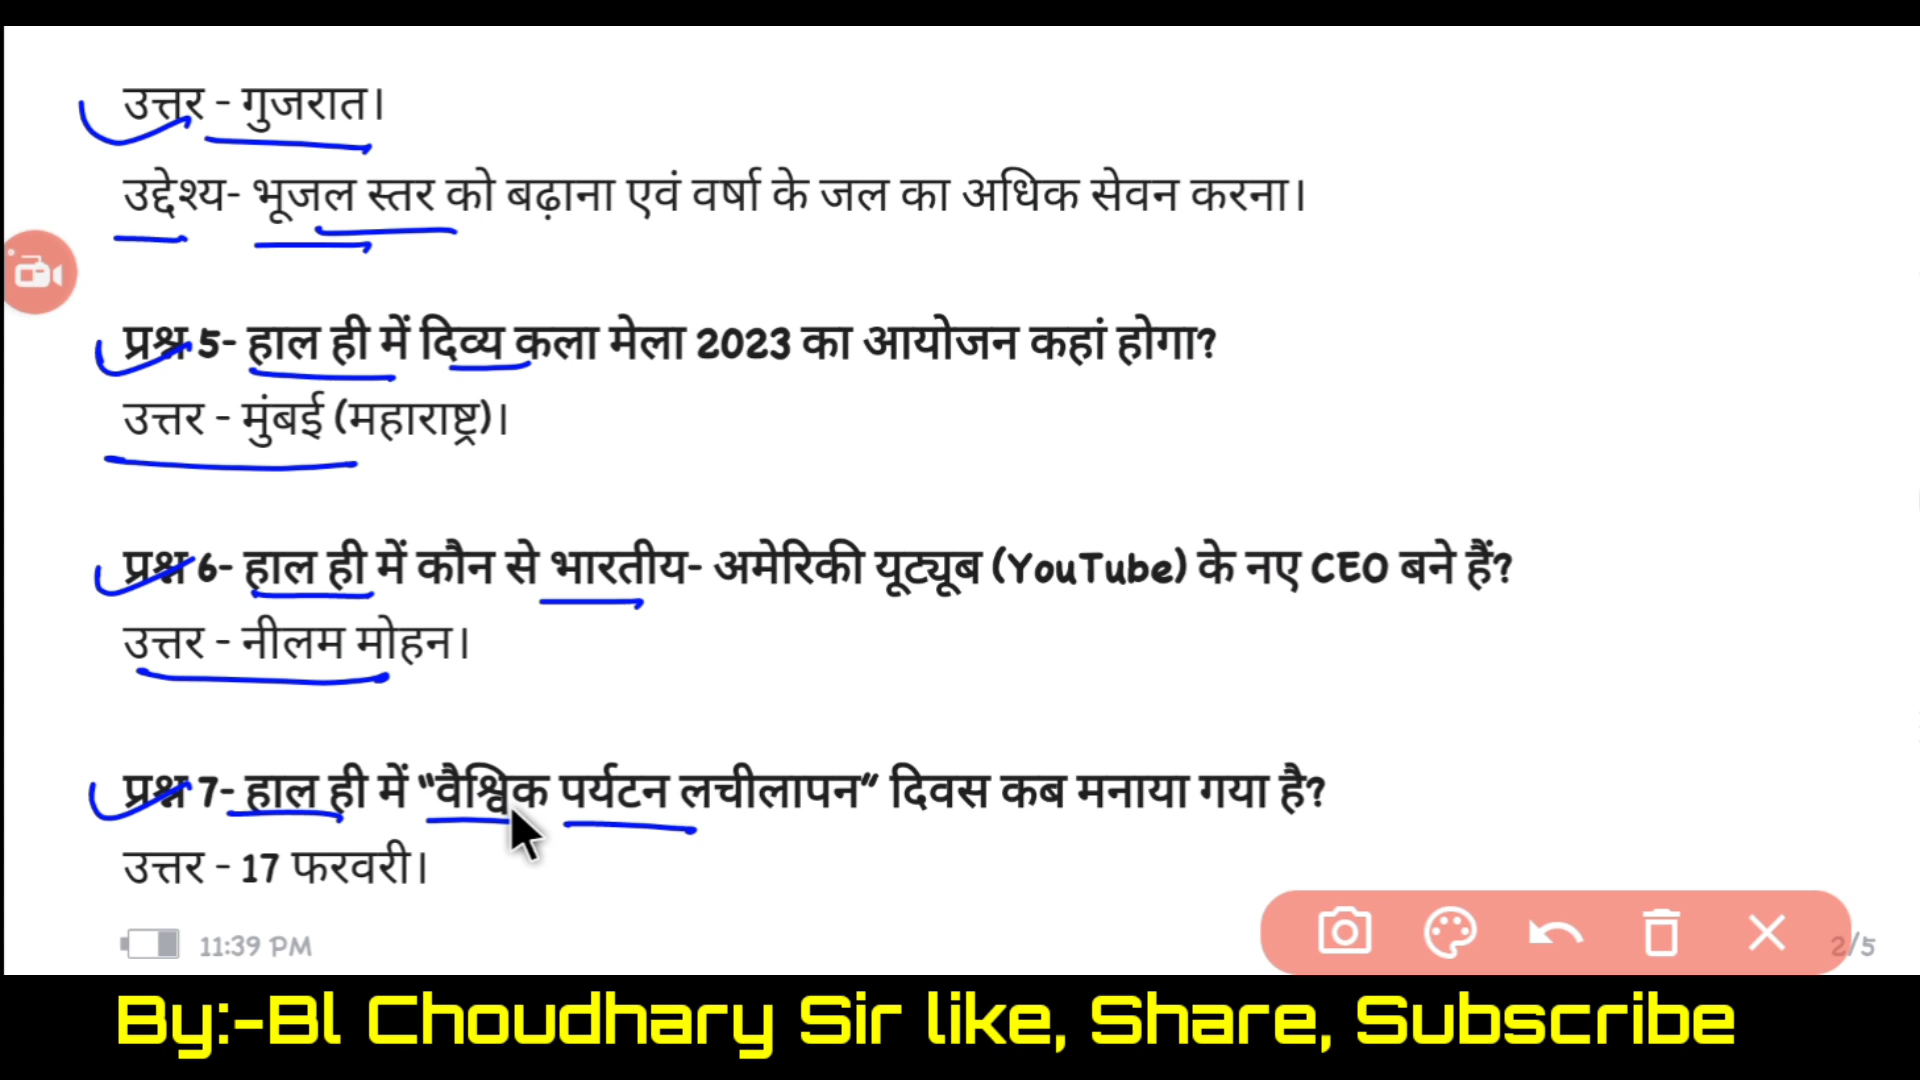 उत्तर - गुजरात।
उद्देश्य- भूजल स्तर को बढ़ाना एवं वर्षा के जल का अधिक सेवन करना।
प्रश्न 5- हाल ही में दिव्य कला मेला 2023 का आयोजन कहां होगा?
उत्तर - मुंबई (महाराष्ट्र)।
प्रश्न 6- हाल ही में कौन से भारतीय- अमेरिकी यूट्यूब (YouTube) के नए CEO बने हैं?
उत्तर - नीलम मोहन।
प्रश्न 7- हाल ही में “वैश्विक पर्यटन लचीलापन” दिवस कब मनाया गया है?
उत्तर - 17 फरवरी।
11:39 PM
2/5
By:-Bl Choudhary Sir like, Share, Subscribe